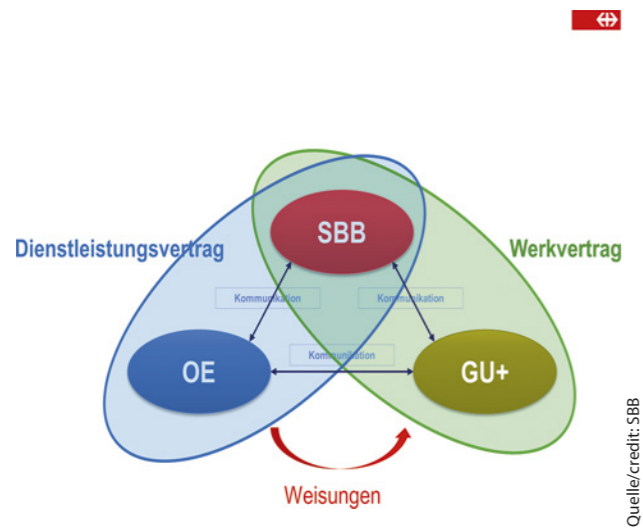 SBB
Dienstleistungsvertrag
Werkvertrag
Kommunikation
Kommunikation
Kommunikation
OE
GU+
Weisungen
Quelle/credit: SBB